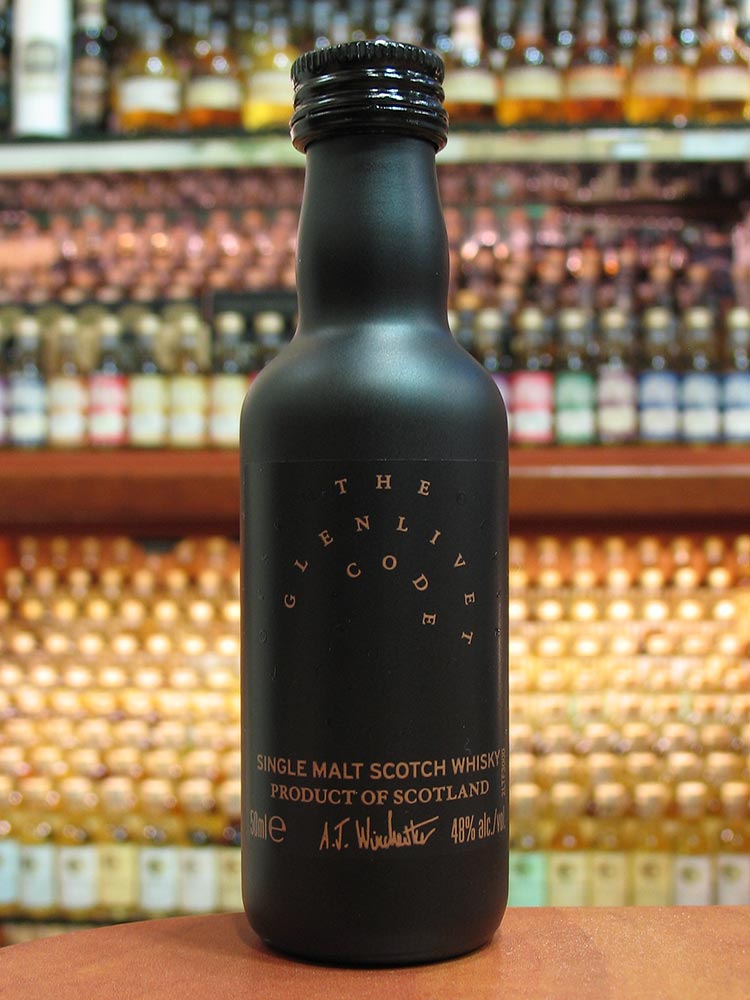 THE
GLENLIVET
CODE
SINGLE MALT SCOTCH WHISKY
PRODUCT OF SCOTLAND
50ml e A.J. Winchester 48% alc./vol.